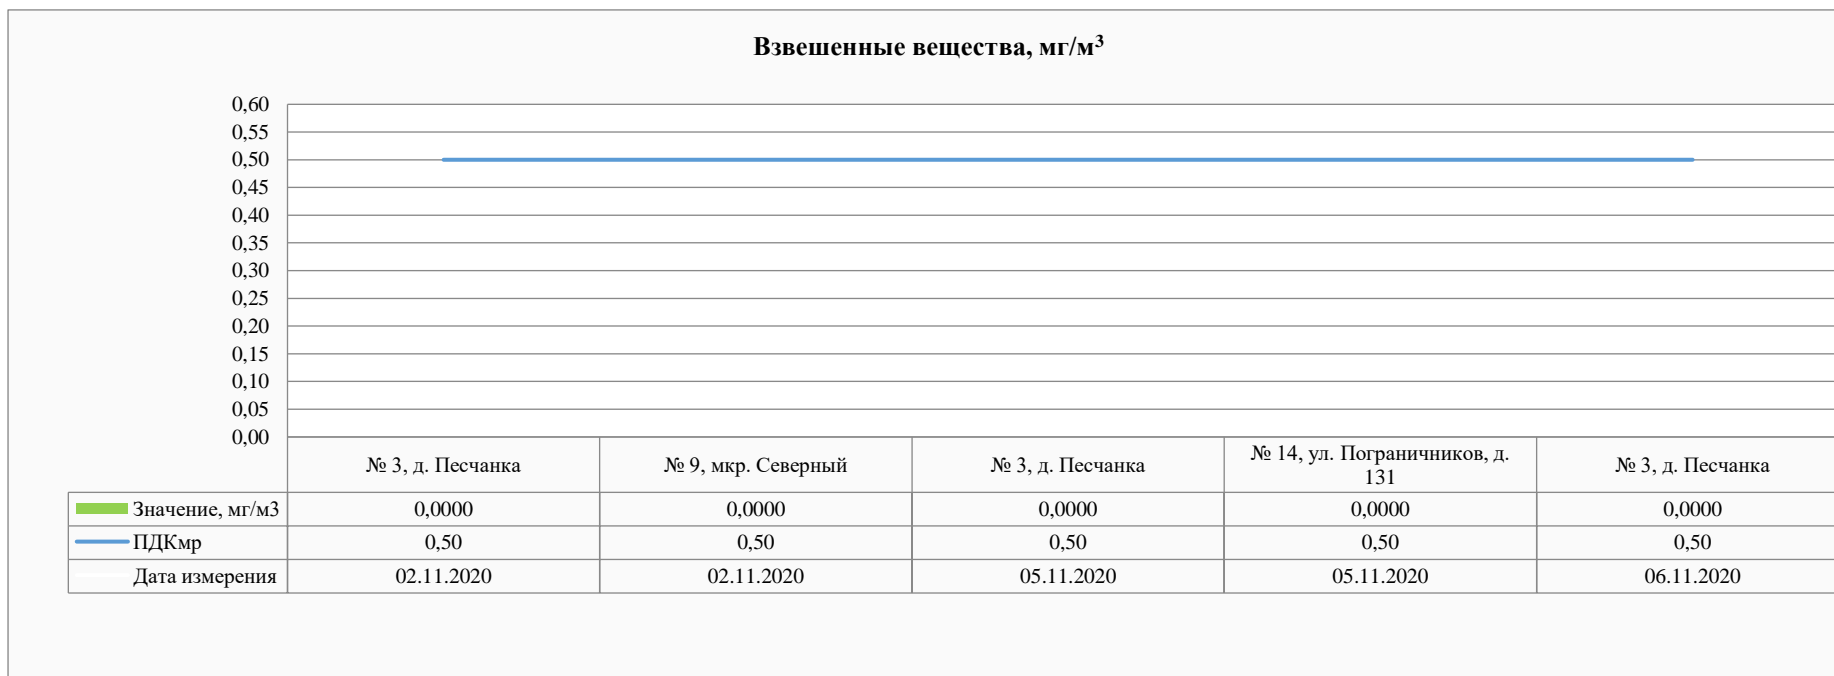 Взвешенные вещества, мг/м³
0,60
0,55
0,50
0,45
0,40
0,35
0,30
0,25
0,20
0,15
0,10
0,05
0,00
№ 3, д. Песчанка № 9, мкр. Северный № 3, д. Песчанка № 14, ул. Пограничников, д. № 3, д. Песчанка
131
Значение, мг/м3 0,0000 0,0000 0,0000 0,0000 0,0000
ПДКмр 0,50 0,50 0,50 0,50 0,50
Дата измерения 02.11.2020 02.11.2020 05.11.2020 05.11.2020 06.11.2020